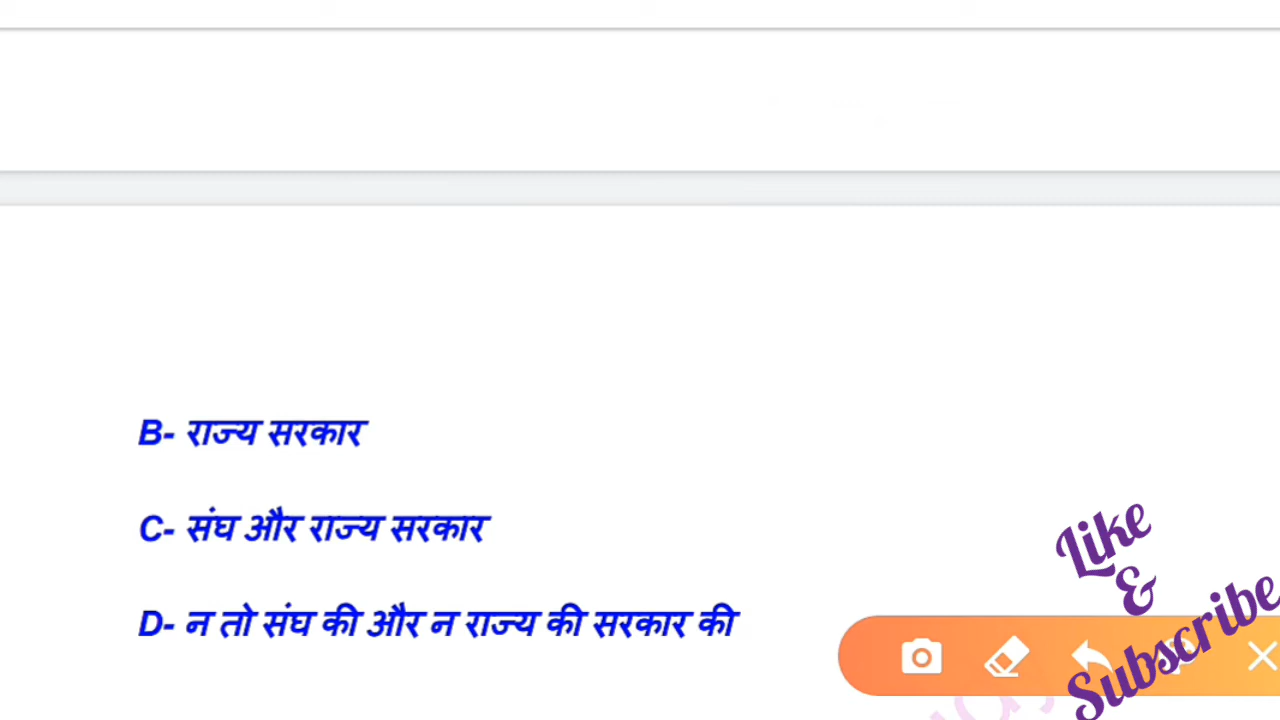 B- राज्य सरकार
C- संघ और राज्य सरकार
D- न तो संघ की और न राज्य की सरकार की
Like
&
Subscribe